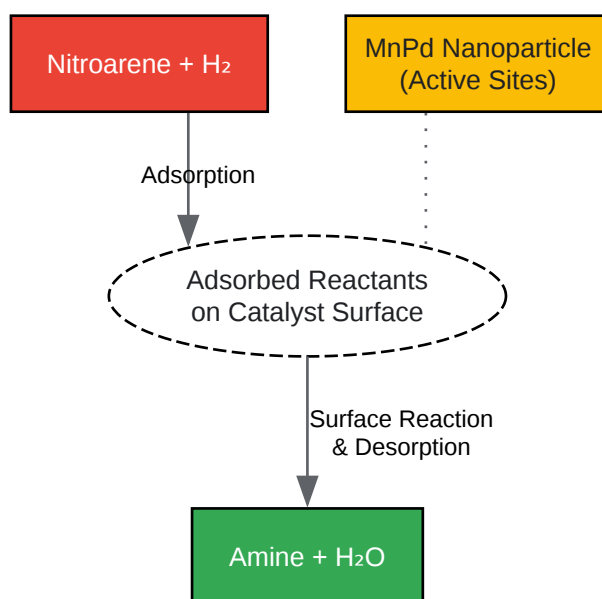 Nitroarene + H₂
MnPd Nanoparticle
(Active Sites)
Adsorption
Adsorbed Reactants
on Catalyst Surface
Surface Reaction
& Desorption
Amine + H₂O